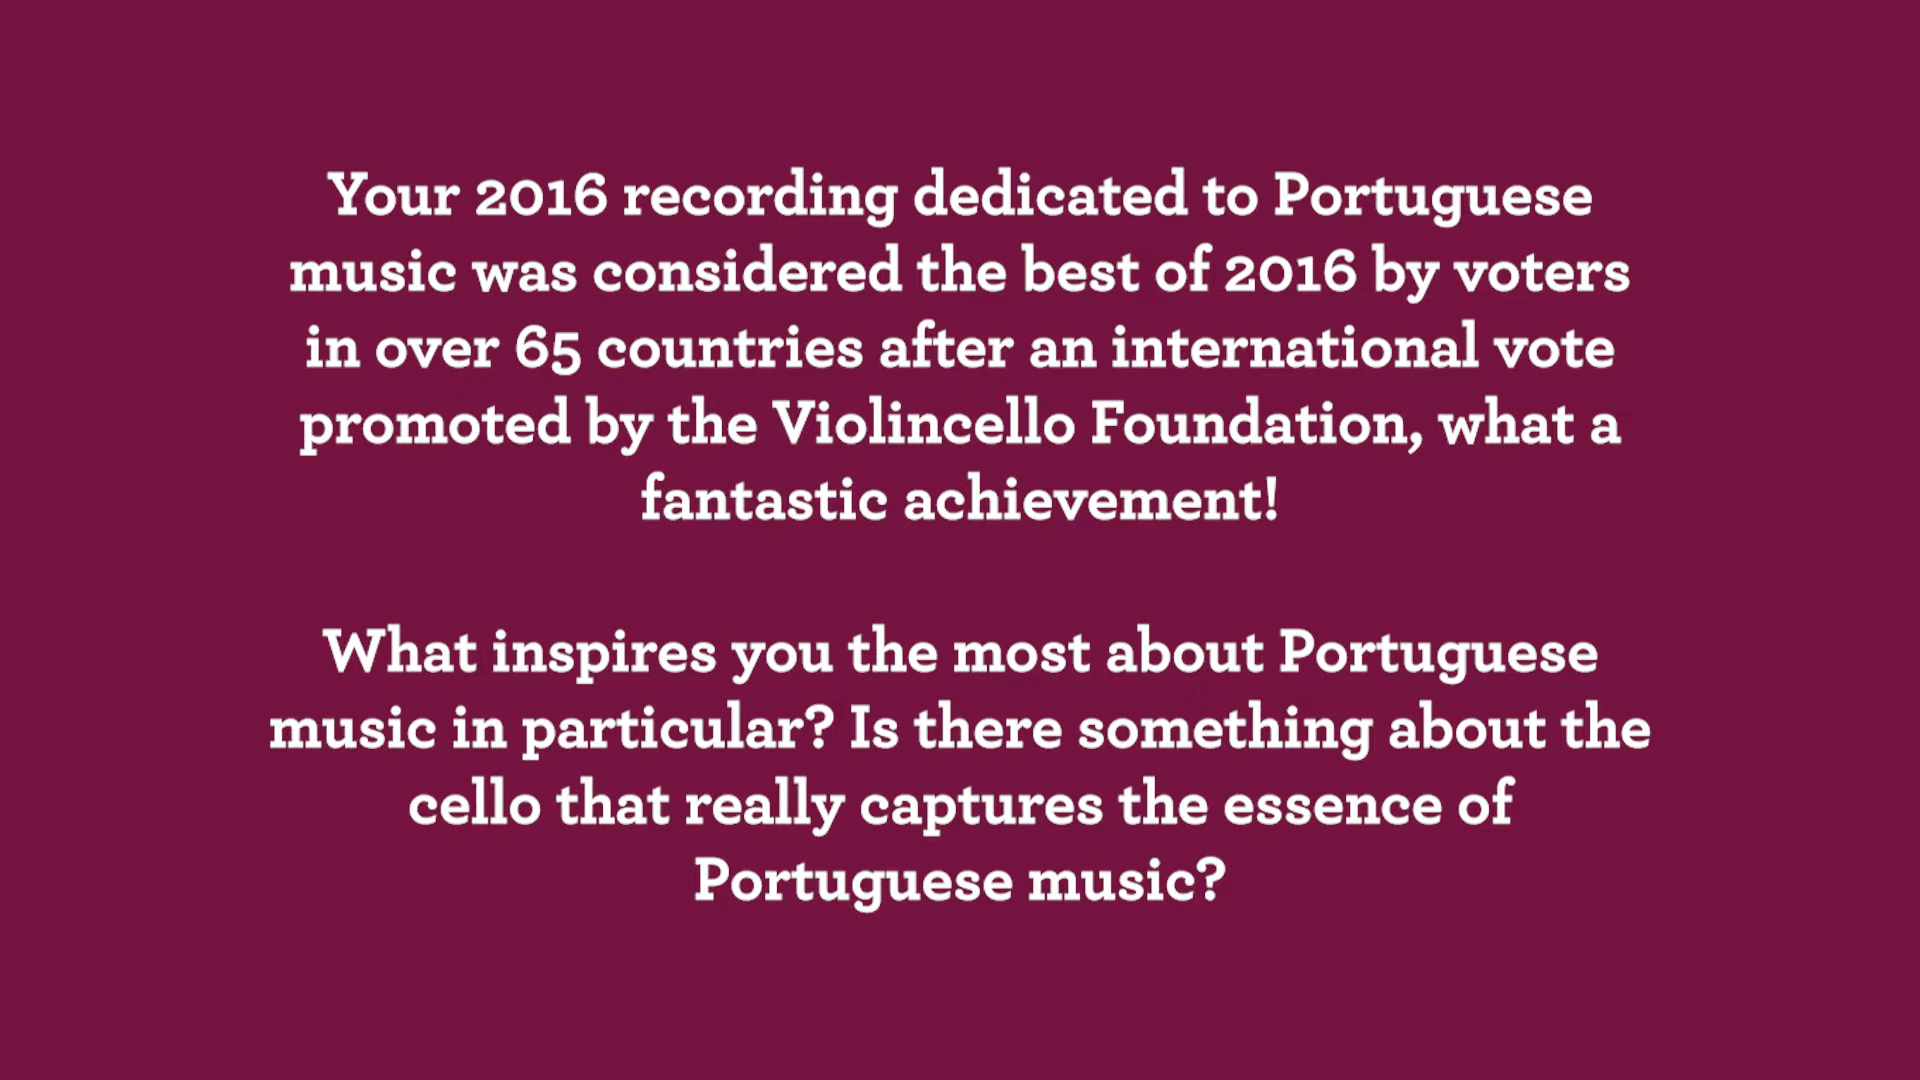 Your 2016 recording dedicated to Portuguese
music was considered the best of 2016 by voters
in over 65 countries after an international vote
promoted by the Violincello Foundation, what a
fantastic achievement!
What inspires you the most about Portuguese
music in particular? Is there something about the
cello that really captures the essence of
Portuguese music?